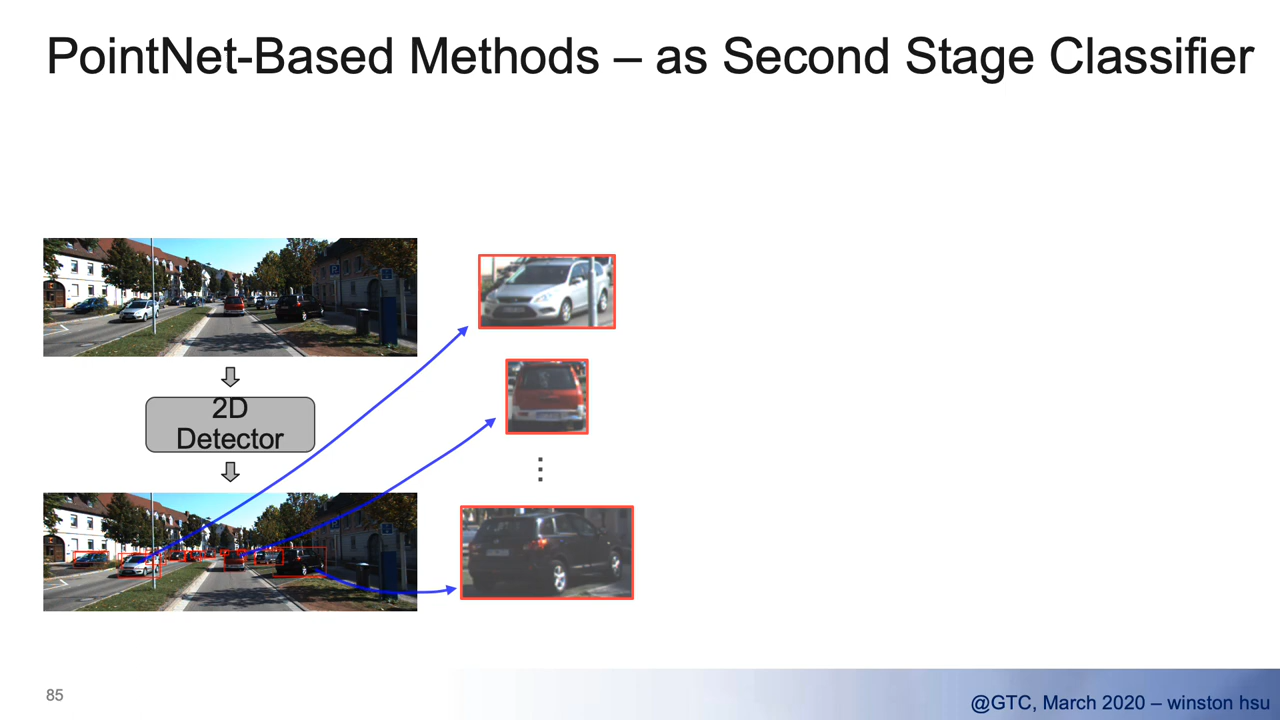 PointNet-Based Methods – as Second Stage Classifier
2D
Detector
85
@GTC, March 2020 – winston hsu